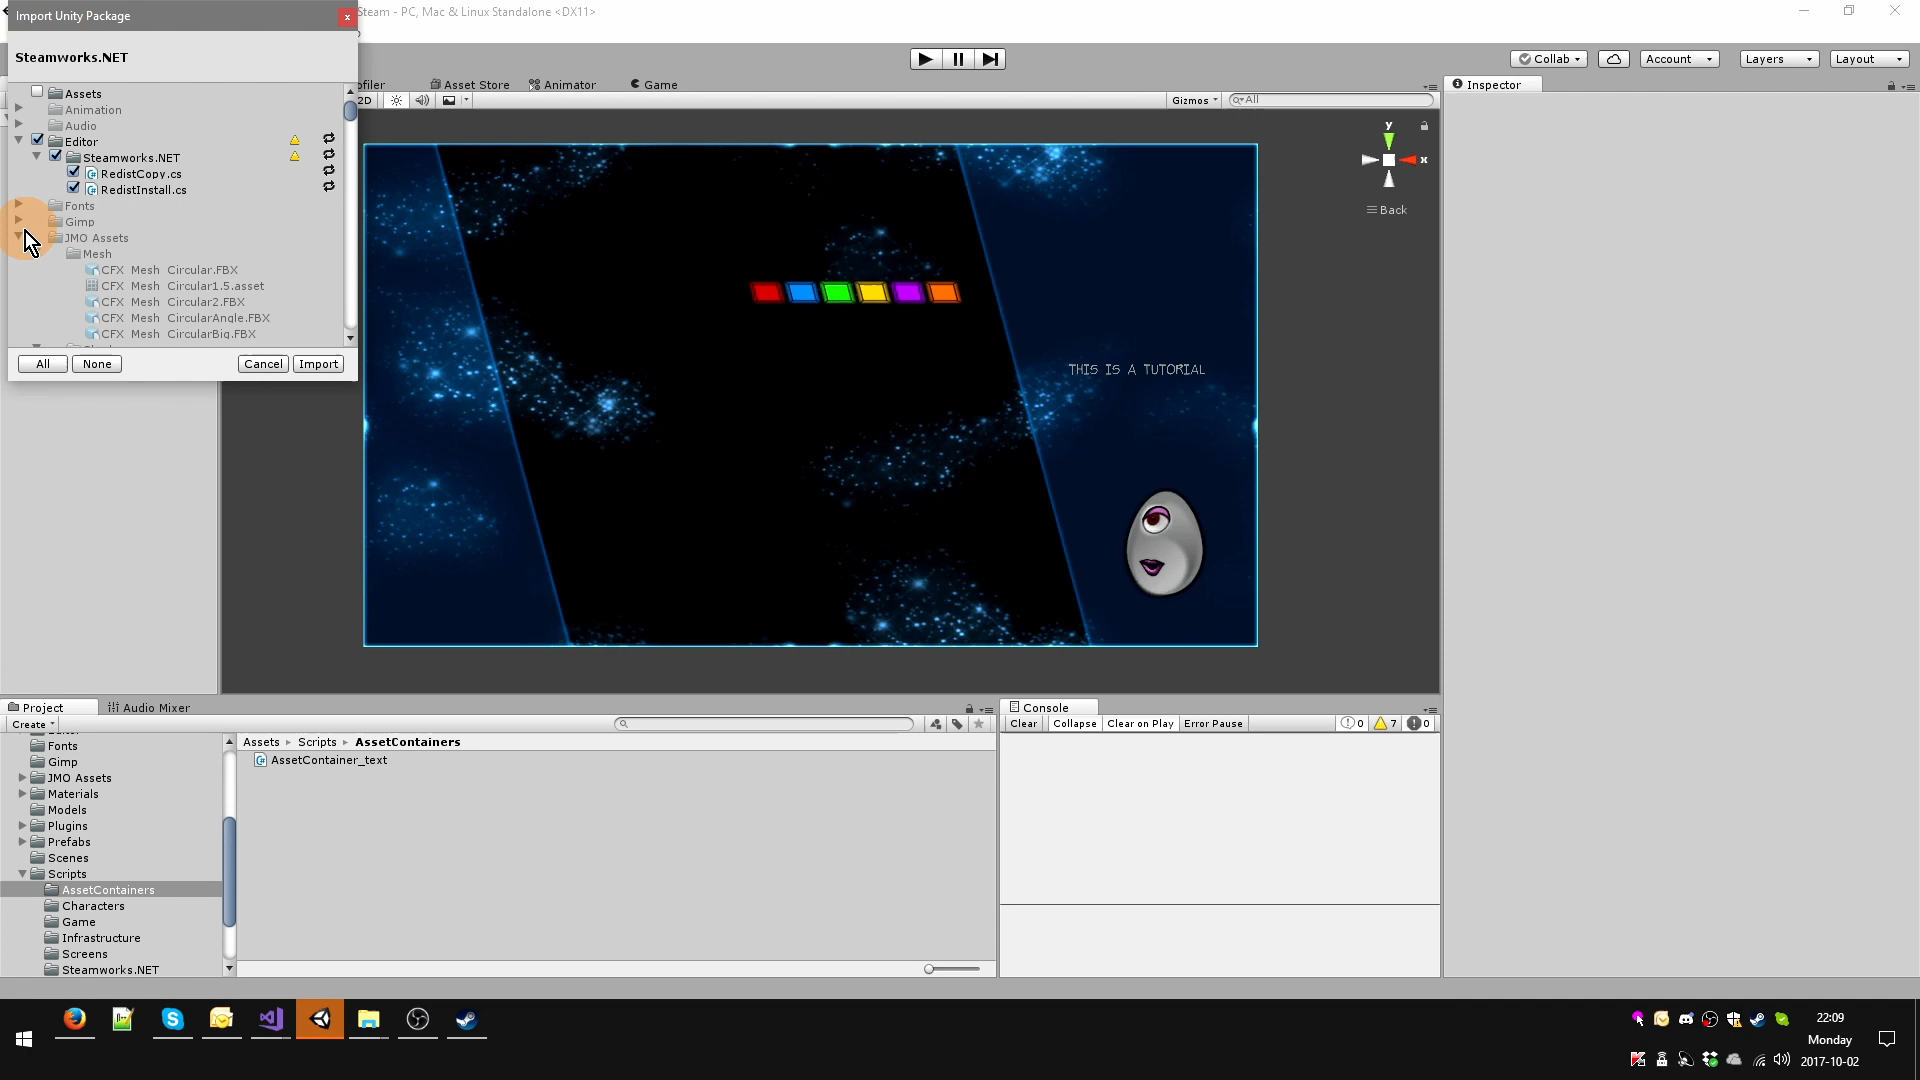 Import Unity Package
x
Steam - PC, Mac & Linux Standalone <DX11>
Steamworks.NET
Collab
Account
Layers
Layout
ofiler
Asset Store
Animator
Game
Inspector
2D
Gizmos
All
Assets
Animation
Audio
Editor
Steamworks.NET
RedistCopy.cs
RedistInstall.cs
Fonts
Gimp
JMO Assets
Mesh
CFX Mesh Circular.FBX
CFX Mesh Circular1.5.asset
CFX Mesh Circular2.FBX
CFX Mesh CircularAngle.FBX
CFX Mesh CircularBig.FBX
All
None
Cancel
Import
y
x
Back
THIS IS A TUTORIAL
Project
Audio Mixer
Create
Fonts
Gimp
JMO Assets
Materials
Models
Plugins
Prefabs
Scenes
Scripts
AssetContainers
Characters
Game
Infrastructure
Screens
Steamworks.NET
Assets
Scripts
AssetContainers
AssetContainer_text
Console
Clear
Collapse
Clear on Play
Error Pause
0
7
0
22:09
Monday
2017-10-02